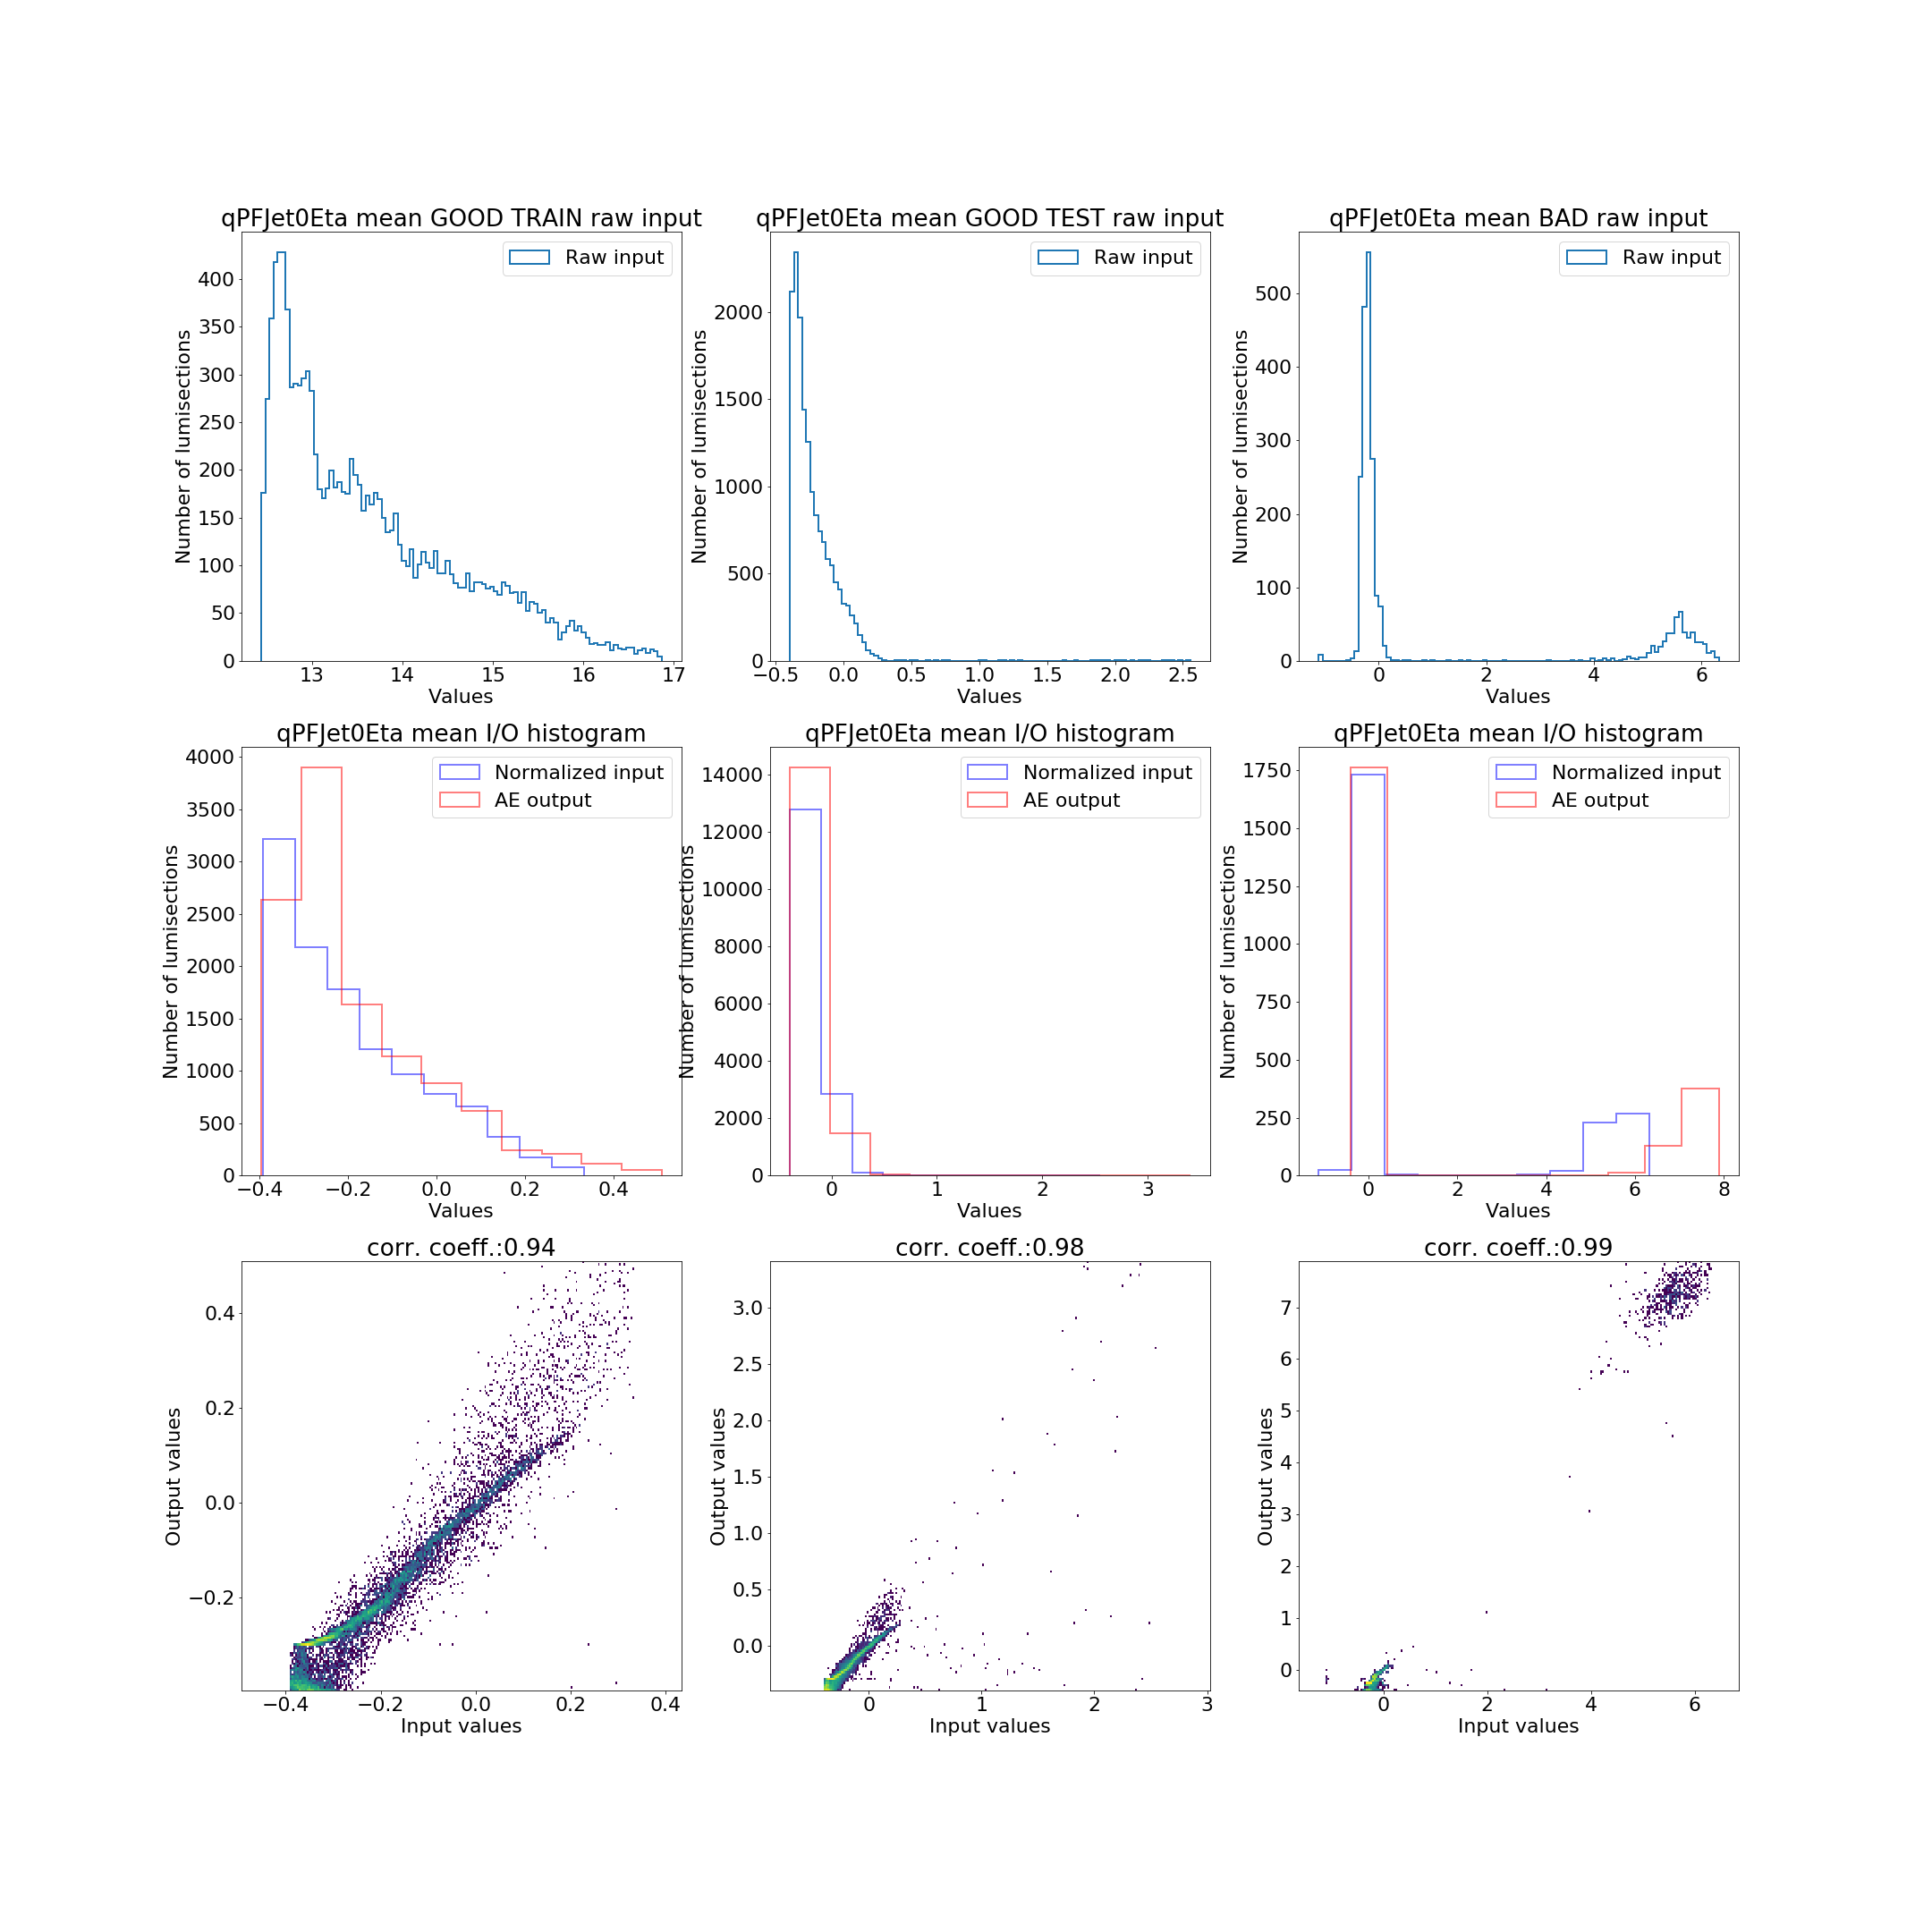 qPFJet0Eta mean GOOD TRAIN raw input
Raw input
Number of lumisections
400
350
300
250
200
150
100
50
0
13 14 15 16 17
Values
qPFJet0Eta mean GOOD TEST raw input
Raw input
Number of lumisections
2000
1500
1000
500
0
−0.5 0.0 0.5 1.0 1.5 2.0 2.5
Values
qPFJet0Eta mean BAD raw input
Raw input
Number of lumisections
500
400
300
200
100
0
0 2 4 6
Values
qPFJet0Eta mean I/O histogram
Normalized input
AE output
Number of lumisections
4000
3500
3000
2500
2000
1500
1000
500
0
−0.4 −0.2 0.0 0.2 0.4
Values
qPFJet0Eta mean I/O histogram
Normalized input
AE output
Number of lumisections
14000
12000
10000
8000
6000
4000
2000
0
0 1 2 3
Values
qPFJet0Eta mean I/O histogram
Normalized input
AE output
Number of lumisections
1750
1500
1250
1000
750
500
250
0
0 2 4 6 8
Values
corr. coeff.:0.94
Output values
0.4
0.2
0.0
−0.2
−0.4 −0.2 0.0 0.2 0.4
Input values
corr. coeff.:0.98
Output values
3.0
2.5
2.0
1.5
1.0
0.5
0.0
0 1 2 3
Input values
corr. coeff.:0.99
Output values
7
6
5
4
3
2
1
0
0 2 4 6
Input values